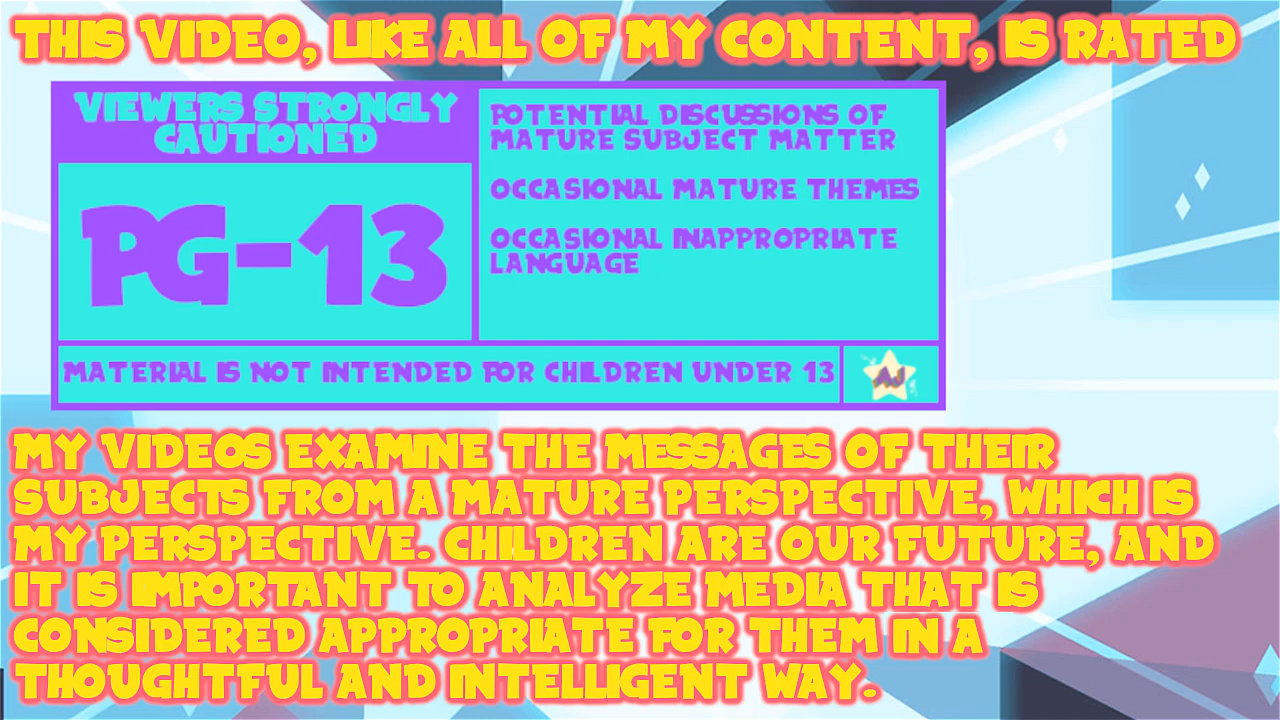 THIS VIDEO, LIKE ALL OF MY CONTENT, IS RATED
VIEWERS STRONGLY
CAUTIONED
PG-13
POTENTIAL DISCUSSIONS OF
MATURE SUBJECT MATTER
OCCASIONAL MATURE THEMES
OCCASIONAL INAPPROPRIATE
LANGUAGE
MATERIAL IS NOT INTENDED FOR CHILDREN UNDER 13
AJ
MY VIDEOS EXAMINE THE MESSAGES OF THEIR
SUBJECTS FROM A MATURE PERSPECTIVE, WHICH IS
MY PERSPECTIVE. CHILDREN ARE OUR FUTURE, AND
IT IS IMPORTANT TO ANALYZE MEDIA THAT IS
CONSIDERED APPROPRIATE FOR THEM IN A
THOUGHTFUL AND INTELLIGENT WAY.